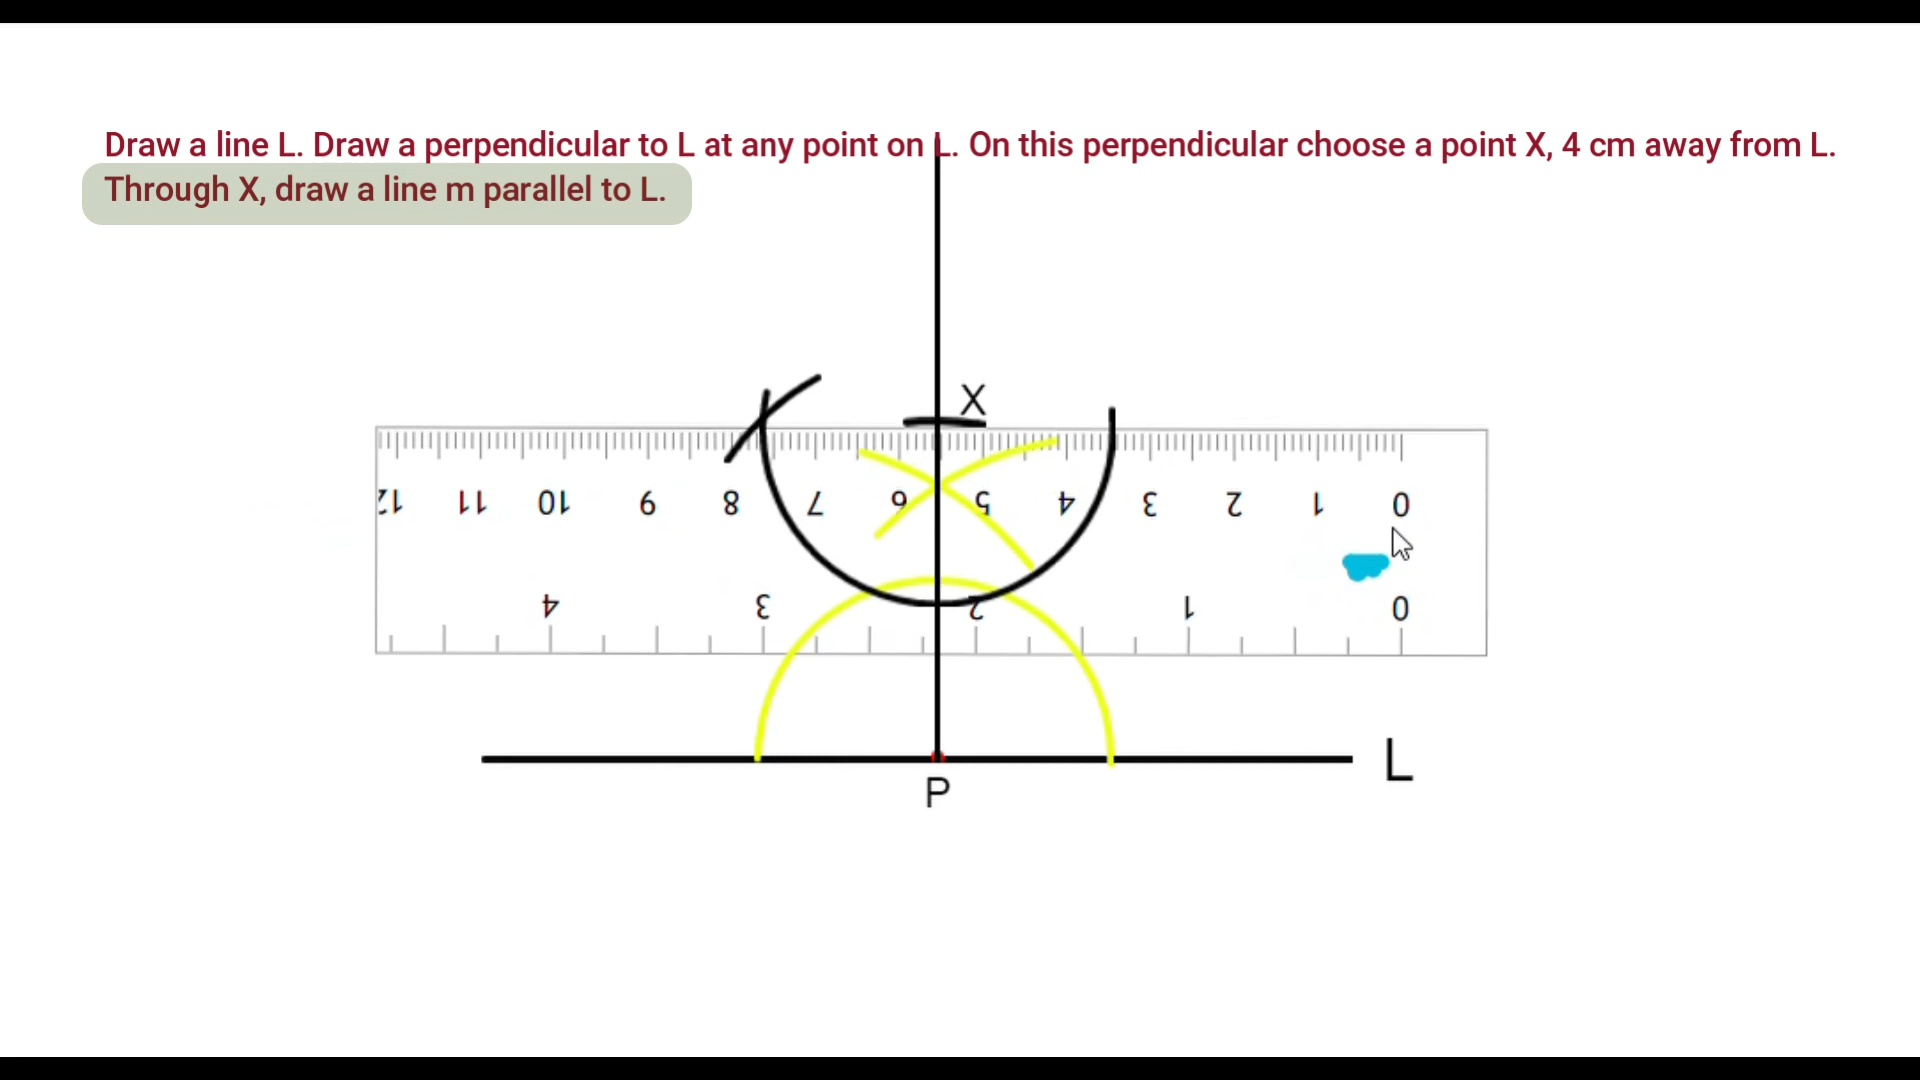 Draw a line L. Draw a perpendicular to L at any point on L. On this perpendicular choose a point X, 4 cm away from L.
Through X, draw a line m parallel to L.
X
12 11 10 9 8 7 6 5 4 3 2 1 0
4 3 2 1 0
L
P